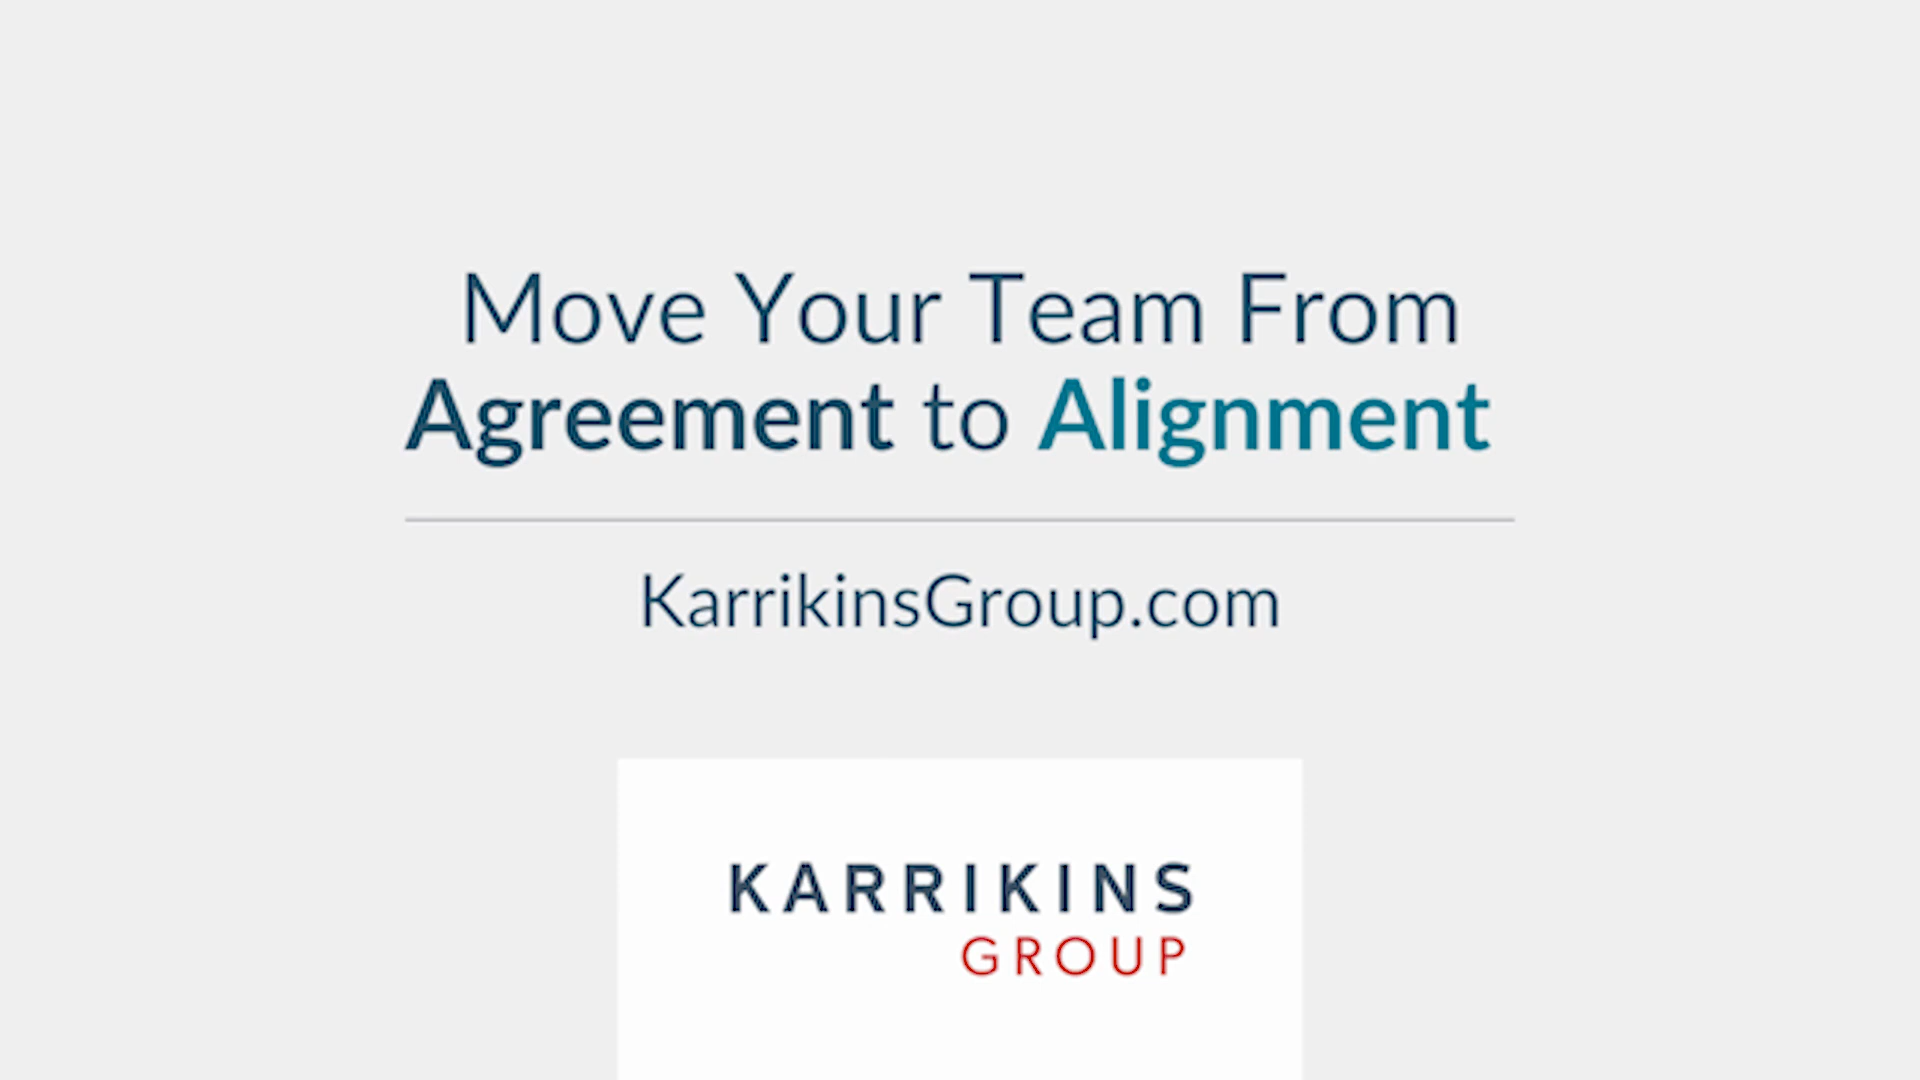 Move Your Team From
Agreement to Alignment
KarrikinsGroup.com
KARRIKINS
GROUP